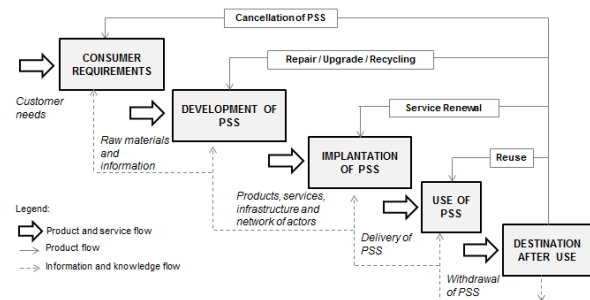 Cancellation of PSS
CONSUMER
REQUIREMENTS
Repair / Upgrade / Recycling
Customer
needs
DEVELOPMENT OF
PSS
Service Renewal
Raw materials
and
information
IMPLANTATION
OF PSS
Reuse
Products, services,
infrastructure and
network of actors
USE OF
PSS
Legend:
Product and service flow
Product flow
Information and knowledge flow
Delivery of
PSS
DESTINATION
AFTER USE
Withdrawal
of PSS